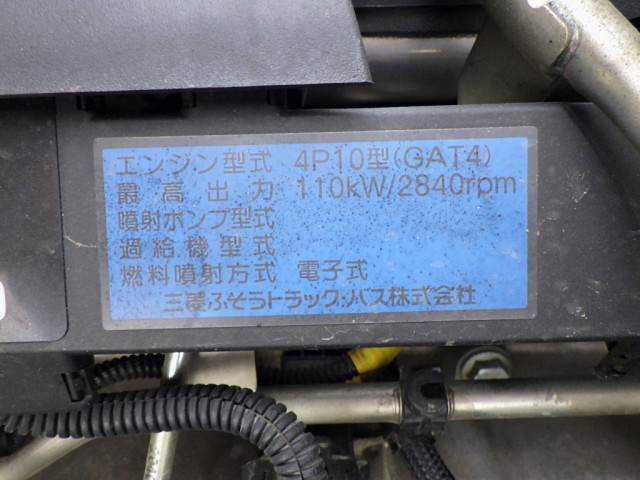 エンジン型式 4P10型(GAT4)
最高出力 110kW/2840rpm
噴射ポンプ型式
過給機型式
燃料噴射方式 電子式
三菱ふそうトラック・バス株式会社